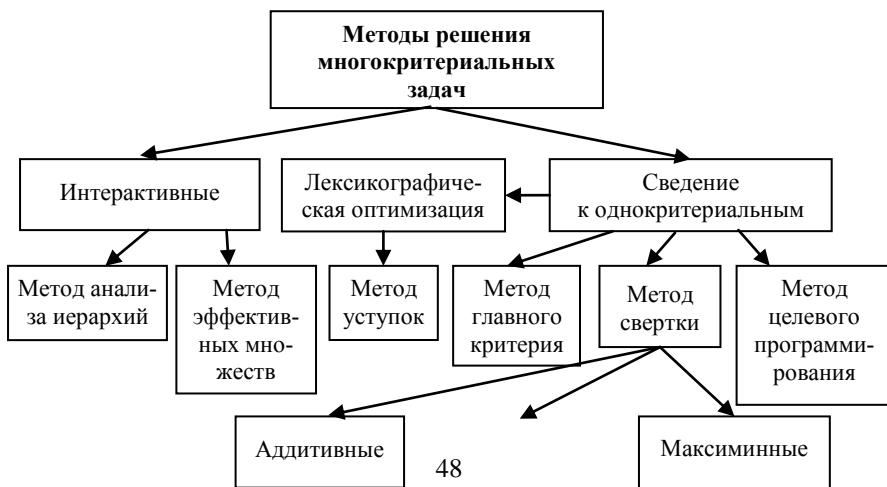 Методы решения
многокритериальных
задач
Интерактивные
Лексикографиче-
ская оптимизация
Сведение
к однокритериальным
Метод анали-
за иерархий
Метод
эффектив-
ных мно-
жеств
Метод
уступок
Метод
главного
критерия
Метод
свертки
Метод
целевого
программи-
рования
Аддитивные
Максиминные
48